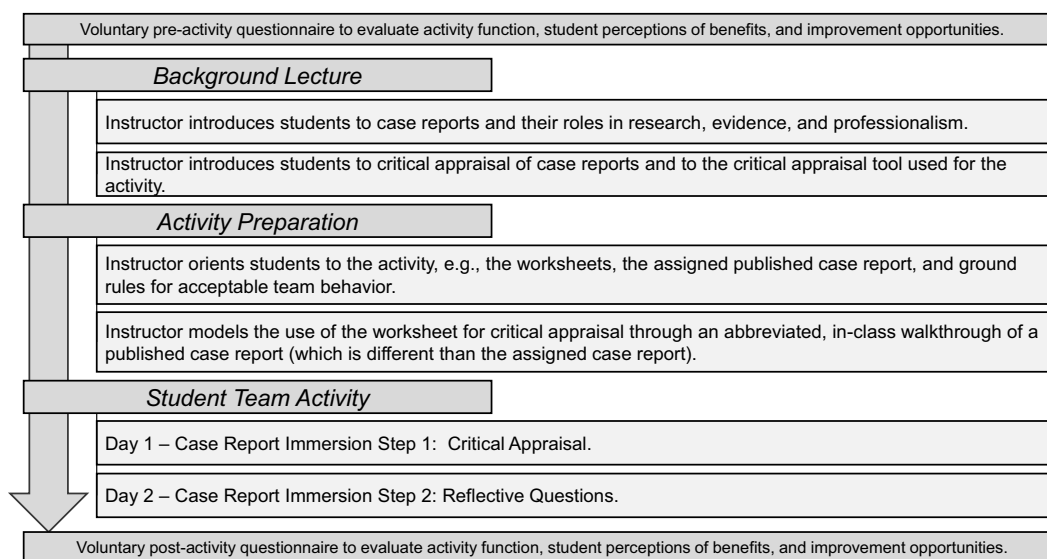 Voluntary pre-activity questionnaire to evaluate activity function, student perceptions of benefits, and improvement opportunities.
Background Lecture
Instructor introduces students to case reports and their roles in research, evidence, and professionalism.
Instructor introduces students to critical appraisal of case reports and to the critical appraisal tool used for the
activity.
Activity Preparation
Instructor orients students to the activity, e.g., the worksheets, the assigned published case report, and ground
rules for acceptable team behavior.
Instructor models the use of the worksheet for critical appraisal through an abbreviated, in-class walkthrough of a
published case report (which is different than the assigned case report).
Student Team Activity
Day 1 – Case Report Immersion Step 1:  Critical Appraisal.
Day 2 – Case Report Immersion Step 2: Reflective Questions.
Voluntary post-activity questionnaire to evaluate activity function, student perceptions of benefits, and improvement opportunities.